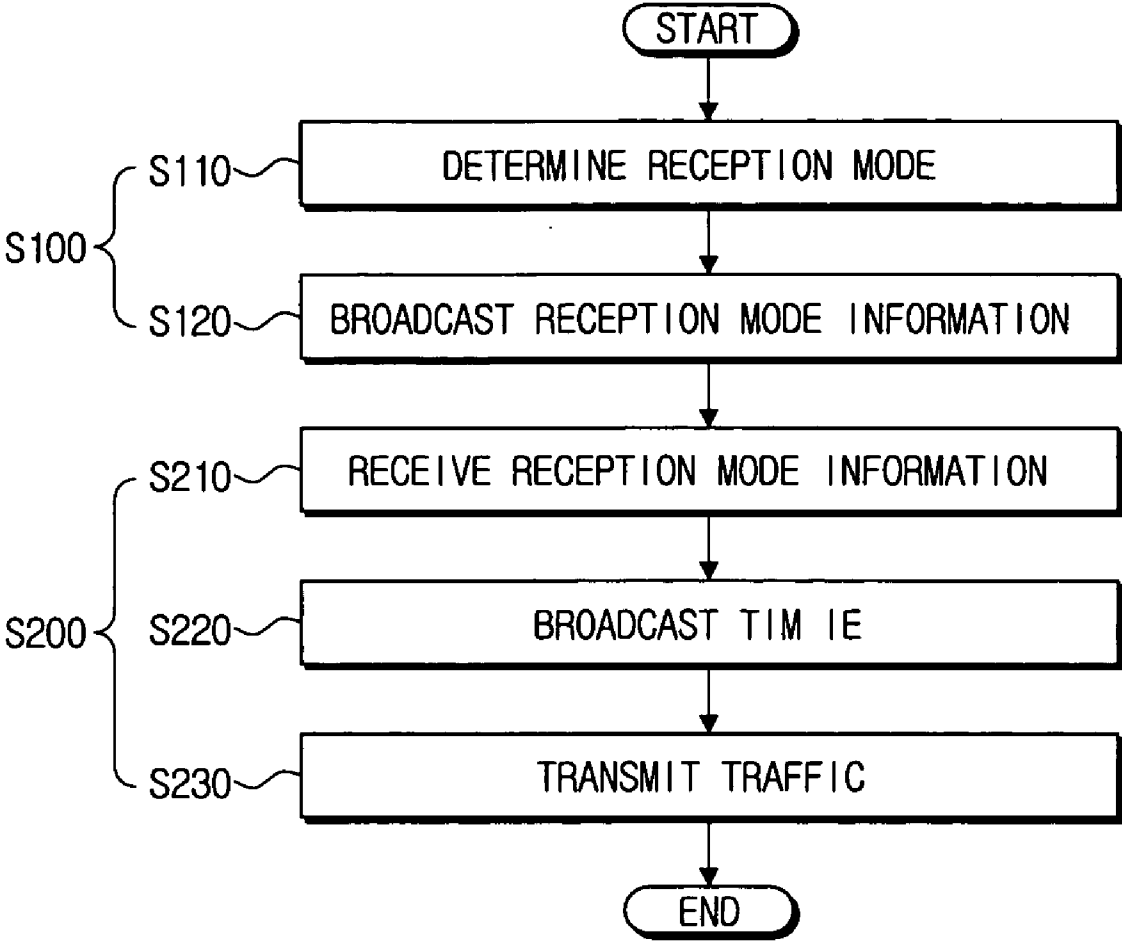 START
S110 DETERMINE RECEPTION MODE
S100
S120 BROADCAST RECEPTION MODE INFORMATION
S210 RECEIVE RECEPTION MODE INFORMATION
S200
S220 BROADCAST TIM IE
S230 TRANSMIT TRAFFIC
END